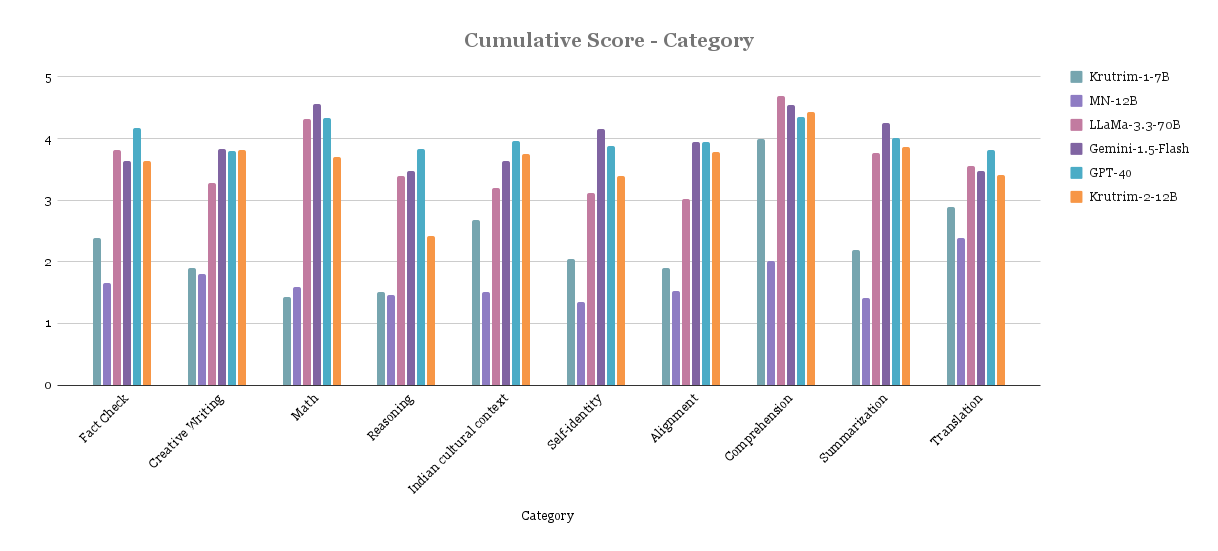 Cumulative Score - Category
5
4
3
2
1
0
Fact Check
Creative Writing
Math
Reasoning
Indian cultural context
Self-identity
Alignment
Comprehension
Summarization
Translation
Category
Krutrim-1-7B
MN-12B
LLaMa-3.3-70B
Gemini-1.5-Flash
GPT-4o
Krutrim-2-12B